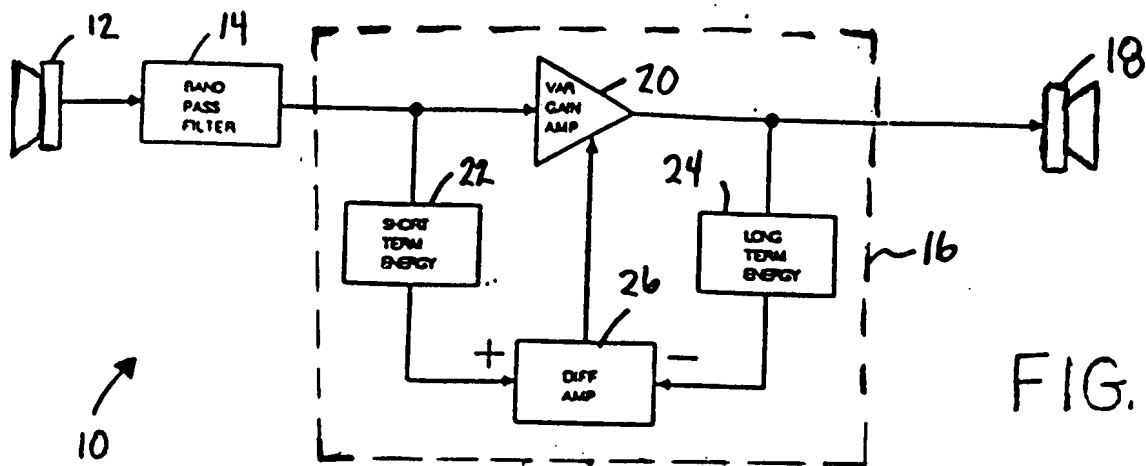 12
14
BAND
PASS
FILTER
VAR
GAIN
AMP
20
18
22
SHORT
TERM
ENERGY
24
LONG
TERM
ENERGY
16
26
+
−
DIFF
AMP
10
FIG.